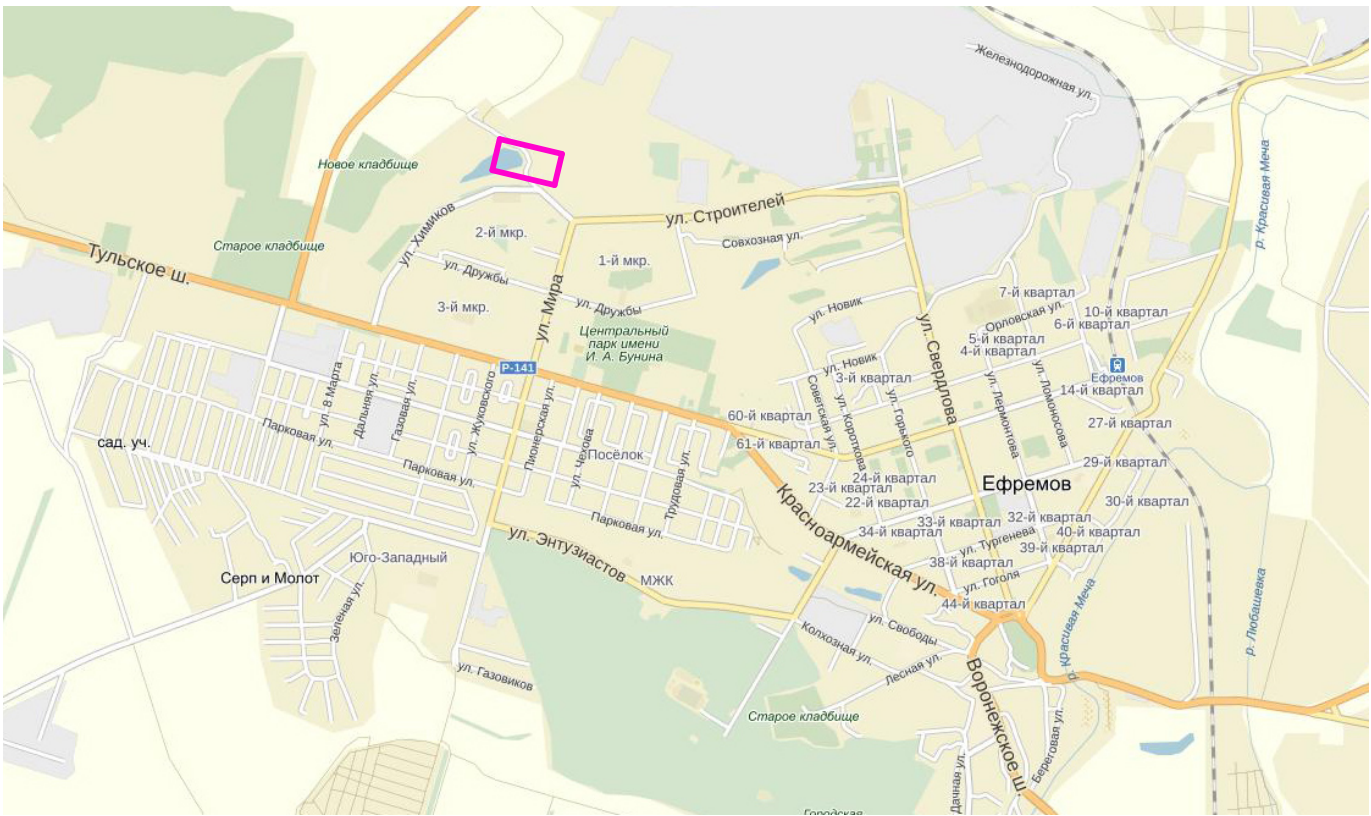 Железнодорожная ул.
Новое кладбище
р. Красивая Меча
ул. Строителей
ул. Химиков
2-й мкр.
Совхозная ул.
Старое кладбище
Тульское ш.
1-й мкр.
ул. Дружбы
7-й квартал
ул. Мира
3-й мкр.
ул. Дружбы
ул. Новик
Орловская ул.
10-й квартал
6-й квартал
Центральный
парк имени
И. А. Бунина
ул. Свердлова
5-й квартал
4-й квартал
Р-141
ул. Новик
3-й квартал
Ефремов
14-й квартал
ул. 8 Марта
Дальняя ул.
Газовая ул.
ул. Жуковского
Пионерская ул.
Советская ул.
ул. Короткова
ул. Горького
ул. Лермонтова
ул. Ломоносова
60-й квартал
27-й квартал
Парковая ул.
сад. уч.
61-й квартал
ул. Чехова
Посёлок
Трудовая ул.
29-й квартал
Парковая ул.
24-й квартал
23-й квартал
Ефремов
22-й квартал
30-й квартал
Красноармейская ул.
Парковая ул.
33-й квартал
32-й квартал
34-й квартал
ул. Тургенева
40-й квартал
39-й квартал
ул. Энтузиастов
Юго-Западный
38-й квартал
Серп и Молот
МЖК
ул. Гоголя
44-й квартал
Зеленая ул.
р. Красивая Меча
р. Любашевка
Колхозная ул.
ул. Свободы
Лесная ул.
ул. Газовиков
Воронежское ш.
Старое кладбище
Береговая ул.
Дачная ул.
Городская